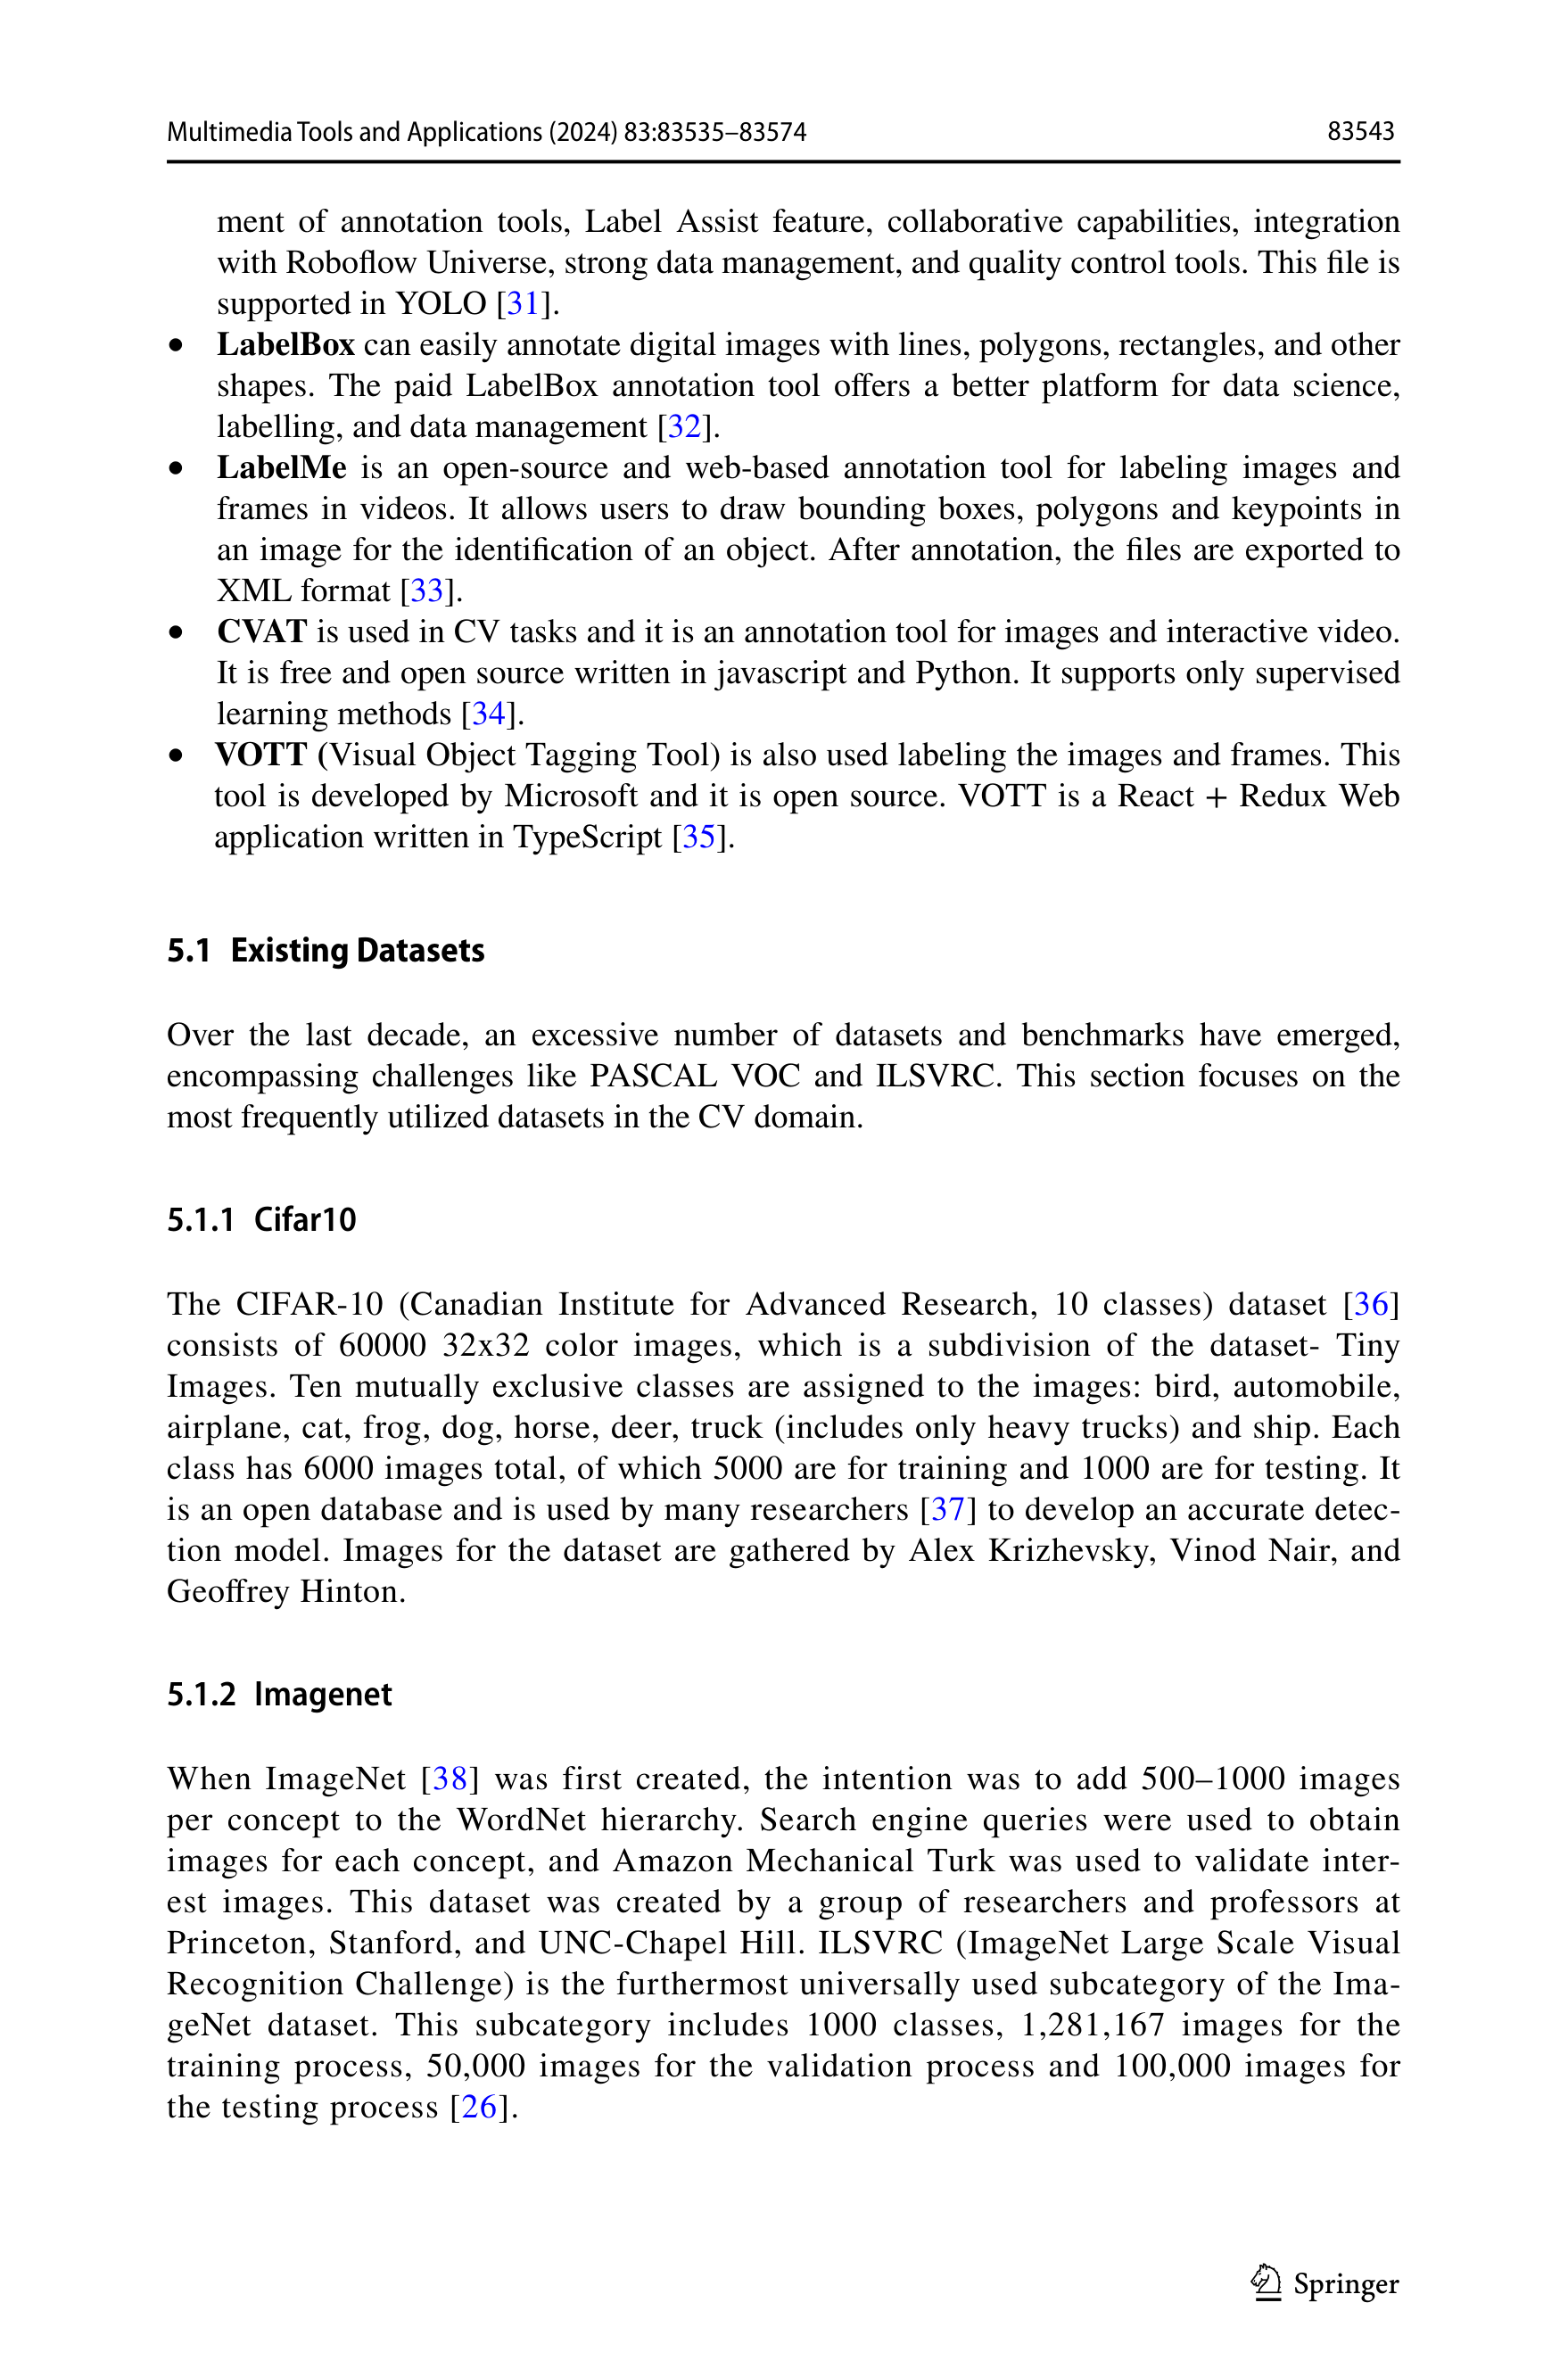 Multimedia Tools and Applications (2024) 83:83535–83574 83543
ment of annotation tools, Label Assist feature, collaborative capabilities, integration
with Roboflow Universe, strong data management, and quality control tools. This file is
supported in YOLO [31].
• LabelBox can easily annotate digital images with lines, polygons, rectangles, and other
shapes. The paid LabelBox annotation tool offers a better platform for data science,
labelling, and data management [32].
• LabelMe is an open-source and web-based annotation tool for labeling images and
frames in videos. It allows users to draw bounding boxes, polygons and keypoints in
an image for the identification of an object. After annotation, the files are exported to
XML format [33].
• CVAT is used in CV tasks and it is an annotation tool for images and interactive video.
It is free and open source written in javascript and Python. It supports only supervised
learning methods [34].
• VOTT (Visual Object Tagging Tool) is also used labeling the images and frames. This
tool is developed by Microsoft and it is open source. VOTT is a React + Redux Web
application written in TypeScript [35].
5.1 Existing Datasets
Over the last decade, an excessive number of datasets and benchmarks have emerged,
encompassing challenges like PASCAL VOC and ILSVRC. This section focuses on the
most frequently utilized datasets in the CV domain.
5.1.1 Cifar10
The CIFAR-10 (Canadian Institute for Advanced Research, 10 classes) dataset [36]
consists of 60000 32x32 color images, which is a subdivision of the dataset- Tiny
Images. Ten mutually exclusive classes are assigned to the images: bird, automobile,
airplane, cat, frog, dog, horse, deer, truck (includes only heavy trucks) and ship. Each
class has 6000 images total, of which 5000 are for training and 1000 are for testing. It
is an open database and is used by many researchers [37] to develop an accurate detec-
tion model. Images for the dataset are gathered by Alex Krizhevsky, Vinod Nair, and
Geoffrey Hinton.
5.1.2 Imagenet
When ImageNet [38] was first created, the intention was to add 500–1000 images
per concept to the WordNet hierarchy. Search engine queries were used to obtain
images for each concept, and Amazon Mechanical Turk was used to validate inter-
est images. This dataset was created by a group of researchers and professors at
Princeton, Stanford, and UNC-Chapel Hill. ILSVRC (ImageNet Large Scale Visual
Recognition Challenge) is the furthermost universally used subcategory of the Ima-
geNet dataset. This subcategory includes 1000 classes, 1,281,167 images for the
training process, 50,000 images for the validation process and 100,000 images for
the testing process [26].
Springer